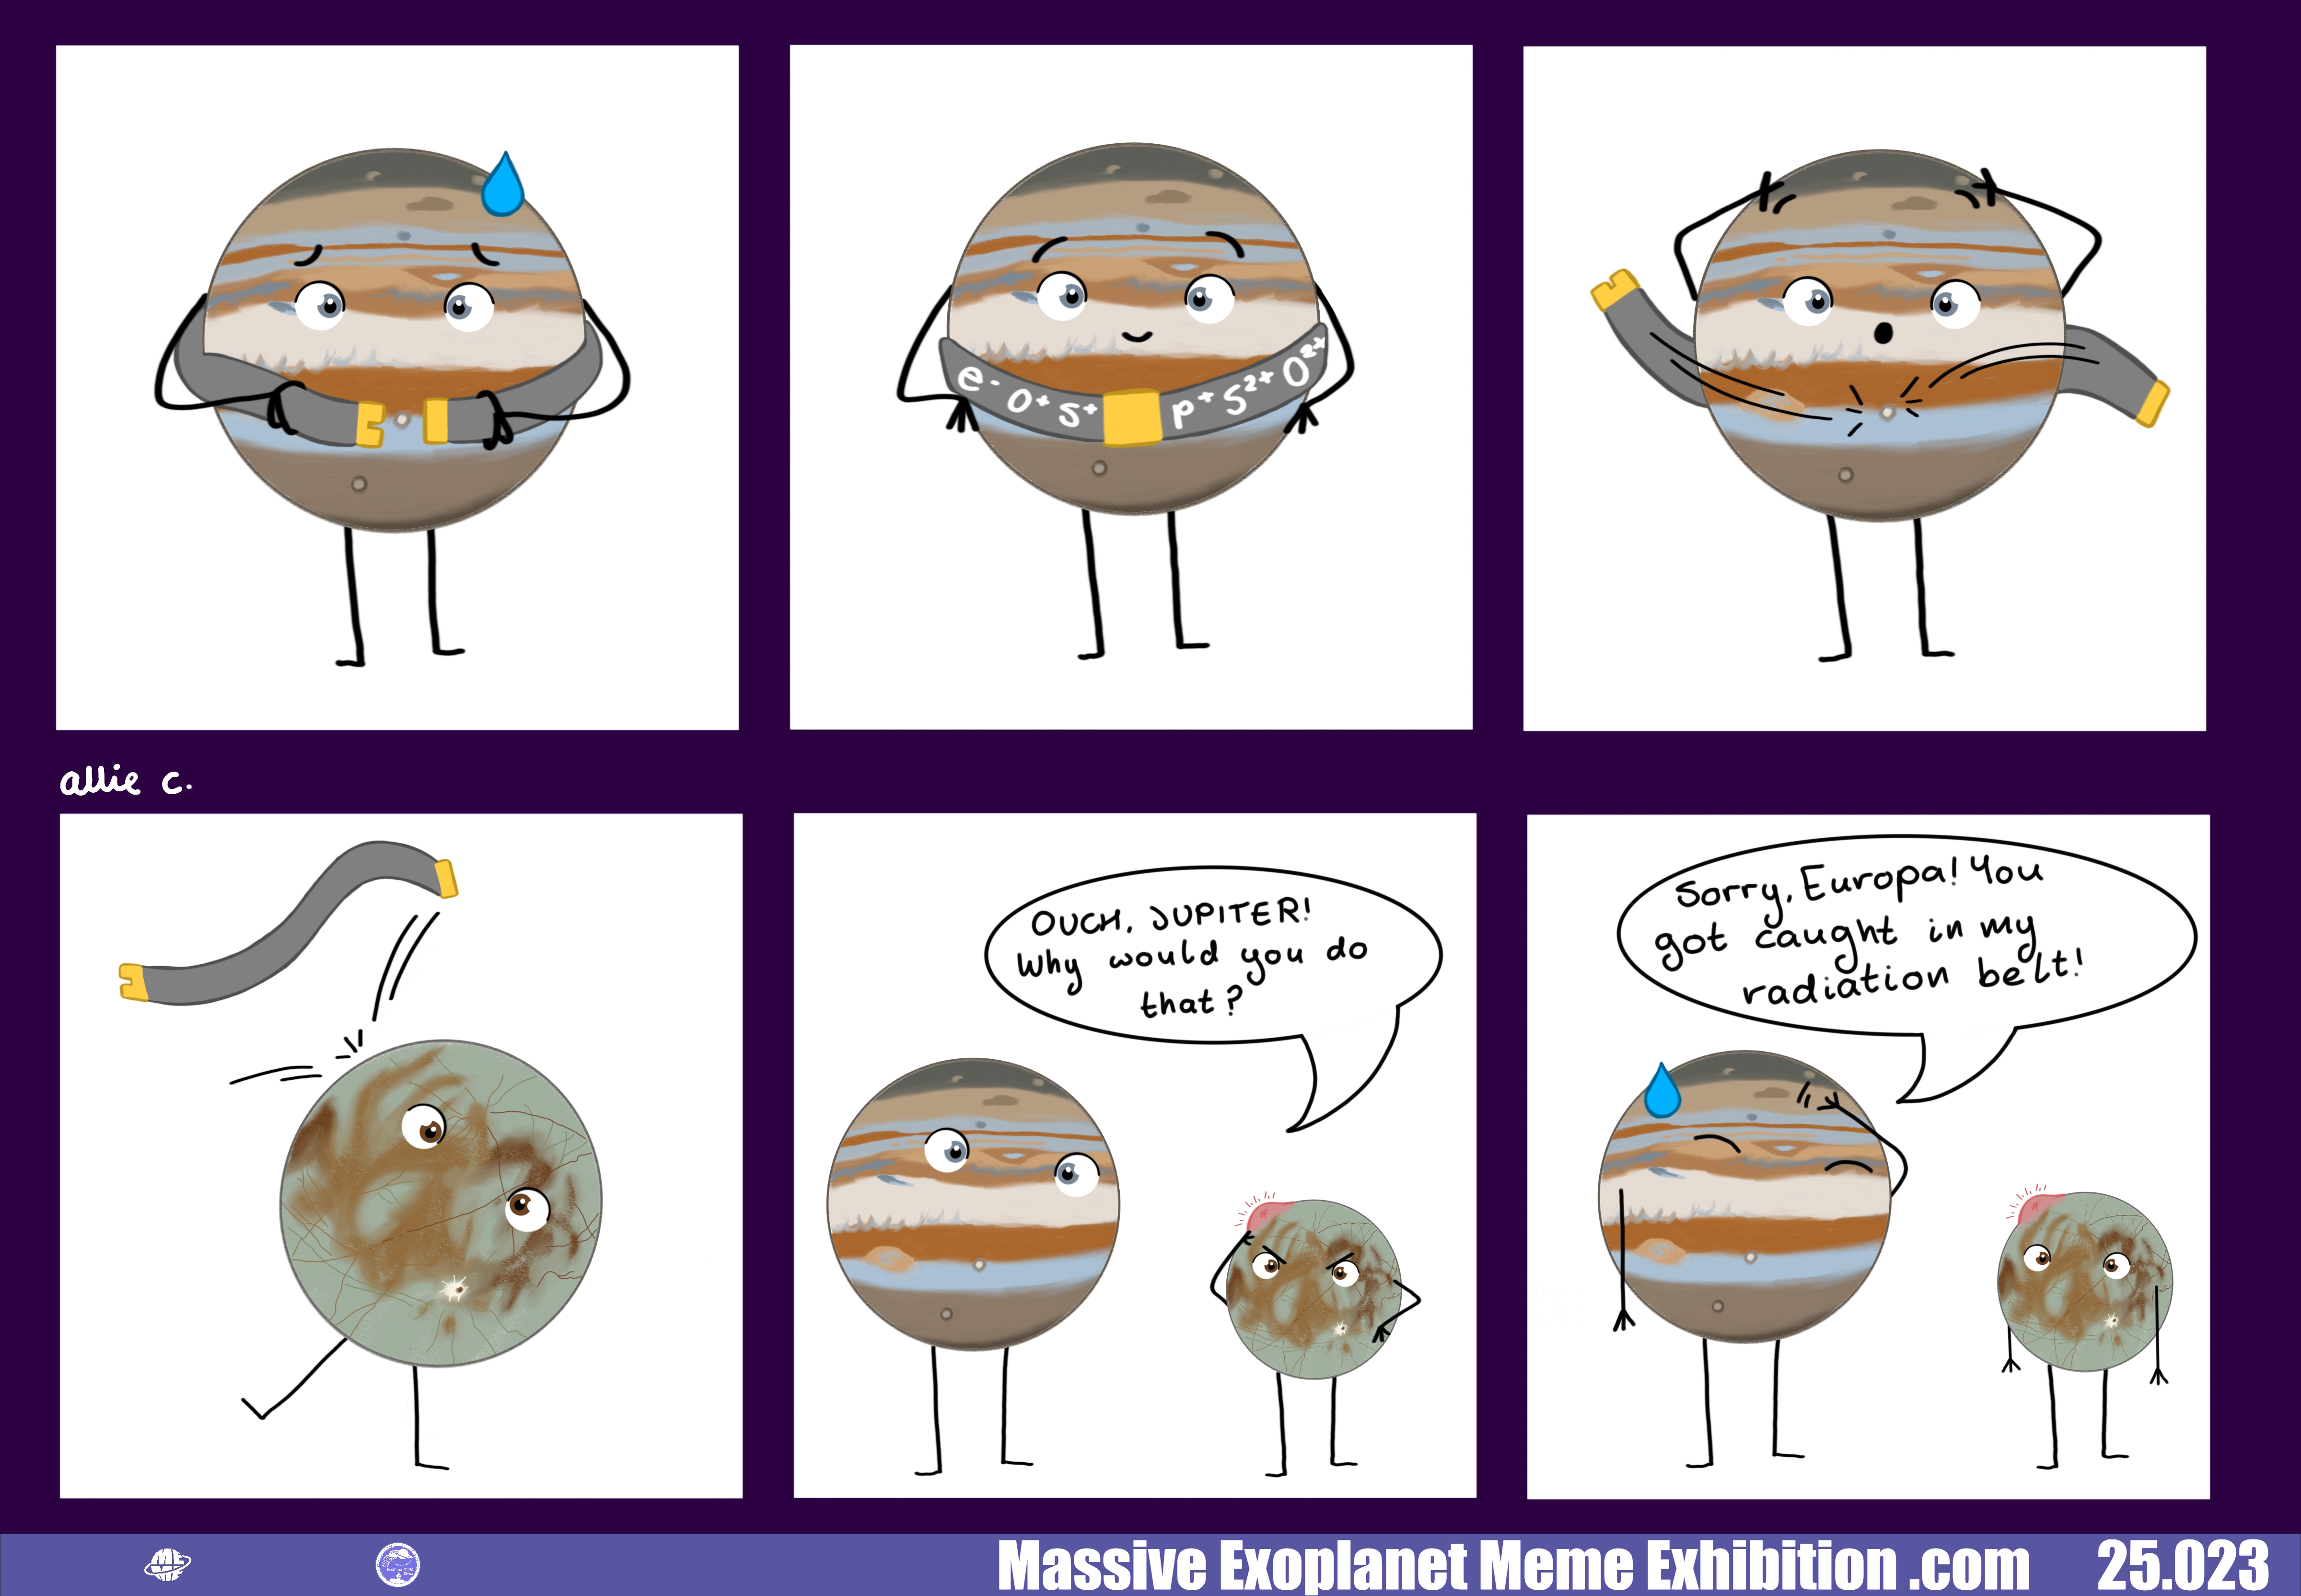 e⁻ O⁺ S⁺ p⁺ S²⁺ O²⁺
allie c.
OUCH, JUPITER!
Why would you do
that?
Sorry, Europa! You
got caught in my
radiation belt!
Massive Exoplanet Meme Exhibition .com 25.023